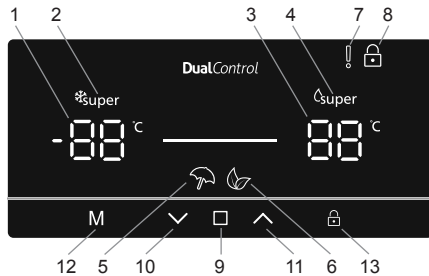 1 2 3 4 7 8
DualControl
super super
-88 °C 88 °C
M
12 5 10 9 11 6 13